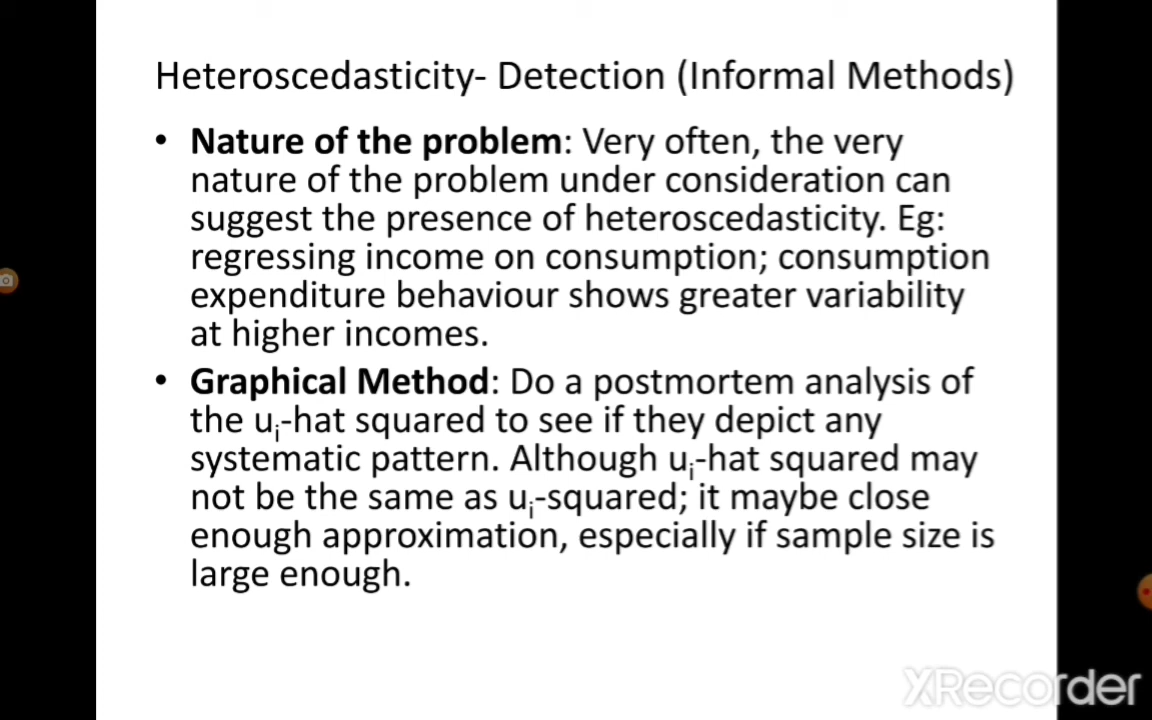 Heteroscedasticity- Detection (Informal Methods)
• Nature of the problem: Very often, the very
nature of the problem under consideration can
suggest the presence of heteroscedasticity. Eg:
regressing income on consumption; consumption
expenditure behaviour shows greater variability
at higher incomes.
• Graphical Method: Do a postmortem analysis of
the uᵢ-hat squared to see if they depict any
systematic pattern. Although uᵢ-hat squared may
not be the same as uᵢ-squared; it maybe close
enough approximation, especially if sample size is
large enough.
XRecorder